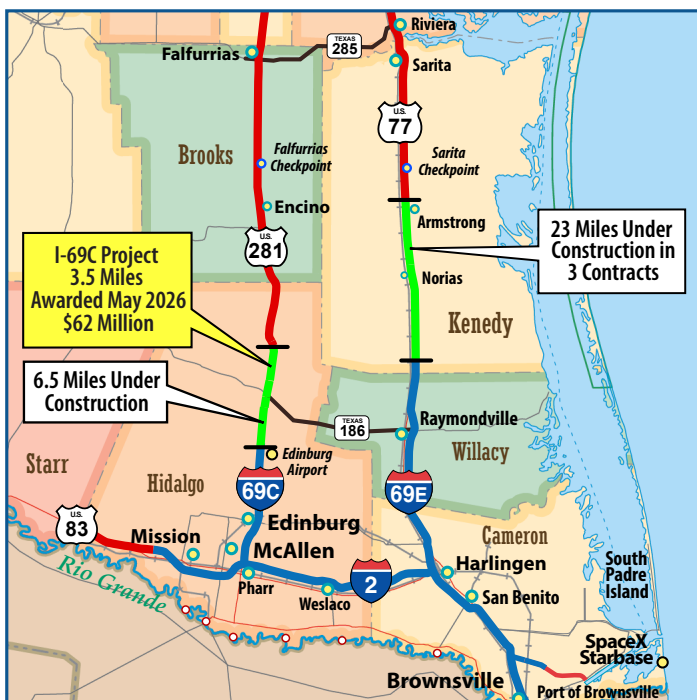 Riviera
TEXAS
285
Falfurrias
Sarita
U.S.
77
Brooks
Falfurrias
Checkpoint
Sarita
Checkpoint
Encino
Armstrong
23 Miles Under
Construction in
3 Contracts
U.S.
281
I-69C Project
3.5 Miles
Awarded May 2026
$62 Million
Norias
Kenedy
6.5 Miles Under
Construction
TEXAS
186
Raymondville
Willacy
Starr
Edinburg
Airport
Hidalgo
69C
69E
U.S.
83
Mission
Edinburg
Cameron
McAllen
Harlingen
South
Padre
Island
Rio Grande
Pharr
2
Weslaco
San Benito
SpaceX
Starbase
Brownsville
Port of Brownsville